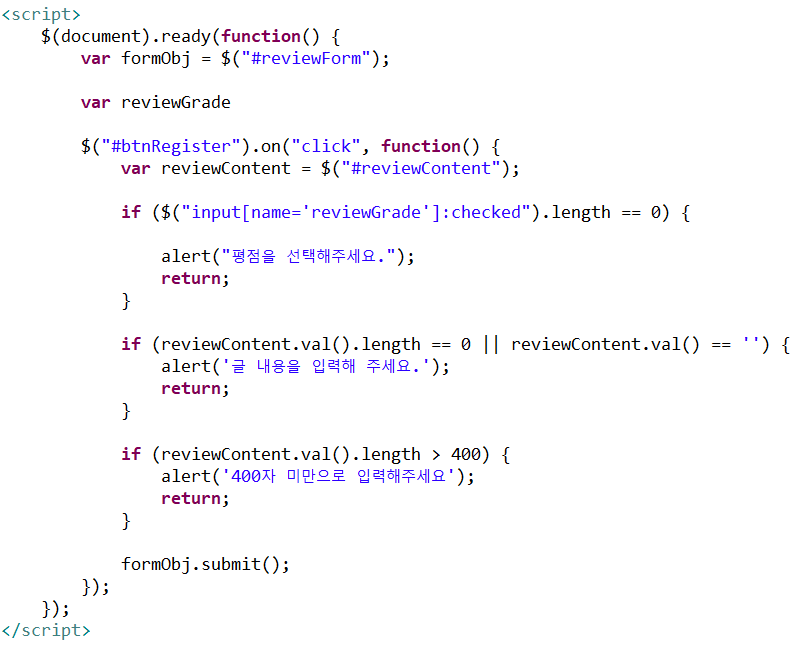 <script>
    $(document).ready(function() {
        var formObj = $("#reviewForm");

        var reviewGrade

        $("#btnRegister").on("click", function() {
            var reviewContent = $("#reviewContent");

            if ($("input[name='reviewGrade']:checked").length == 0) {

                alert("평점을 선택해주세요.");
                return;
            }

            if (reviewContent.val().length == 0 || reviewContent.val() == '') {
                alert('글 내용을 입력해 주세요.');
                return;
            }

            if (reviewContent.val().length > 400) {
                alert('400자 미만으로 입력해주세요');
                return;
            }

            formObj.submit();
        });
    });
</script>